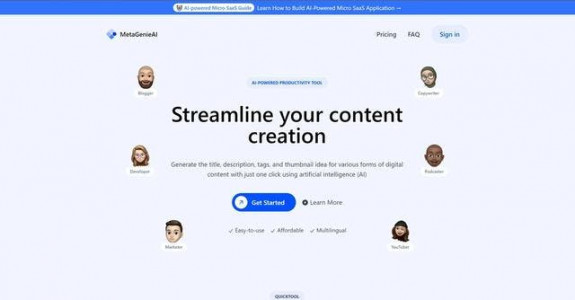 AI-powered Micro SaaS Guide Learn How to Build AI-Powered Micro SaaS Application →
MetaGenieAI
Pricing
FAQ
Sign in
AI-POWERED PRODUCTIVITY TOOL
Blogger
Copywriter
Streamline your content
creation
Developer
Podcaster
Generate the title, description, tags, and thumbnail idea for various forms of digital
content with just one click using artificial intelligence (AI)
Get Started
Learn More
Easy-to-use
Affordable
Multilingual
Marketer
YouTuber
QUICKTOOL